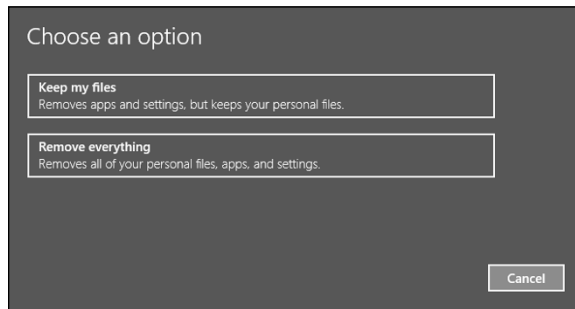 Choose an option
Keep my files
Removes apps and settings, but keeps your personal files.
Remove everything
Removes all of your personal files, apps, and settings.
Cancel